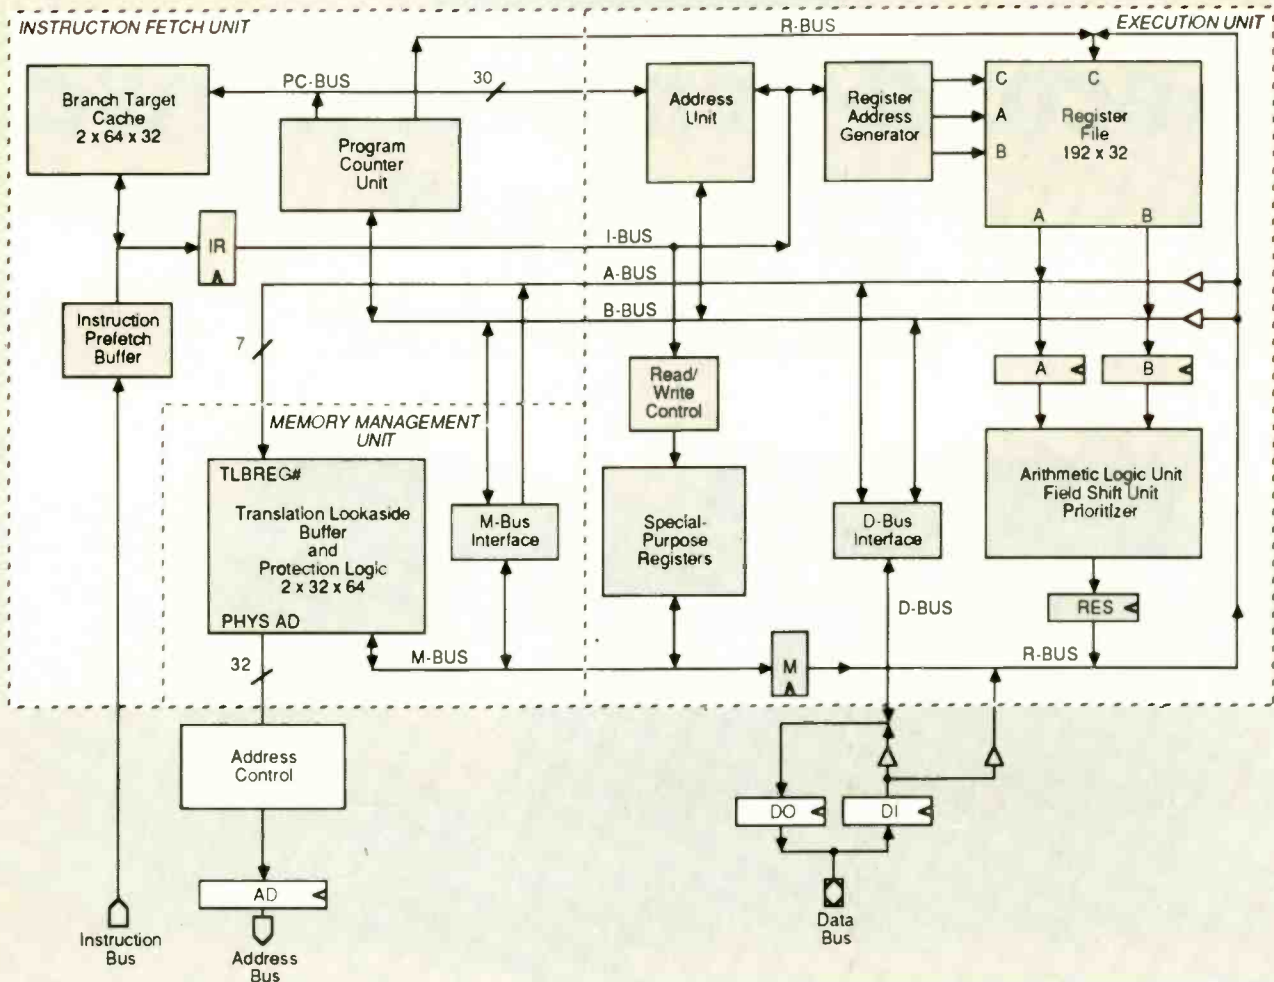 INSTRUCTION FETCH UNIT
EXECUTION UNIT
R-BUS
Branch Target
Cache
2 x 64 x 32
PC-BUS
30
Program
Counter
Unit
Address
Unit
Register
Address
Generator
C
A
B
C
Register
File
192 x 32
A
B
IR
I-BUS
A-BUS
B-BUS
Instruction
Prefetch
Buffer
7
Read/
Write
Control
A
B
MEMORY MANAGEMENT
UNIT
TLBREG#
Translation Lookaside
Buffer
and
Protection Logic
2 x 32 x 64
PHYS AD
M-Bus
Interface
Special-
Purpose
Registers
D-Bus
Interface
Arithmetic Logic Unit
Field Shift Unit
Prioritizer
D-BUS
RES
32
M-BUS
M
R-BUS
Address
Control
DO
DI
AD
Instruction
Bus
Address
Bus
Data
Bus